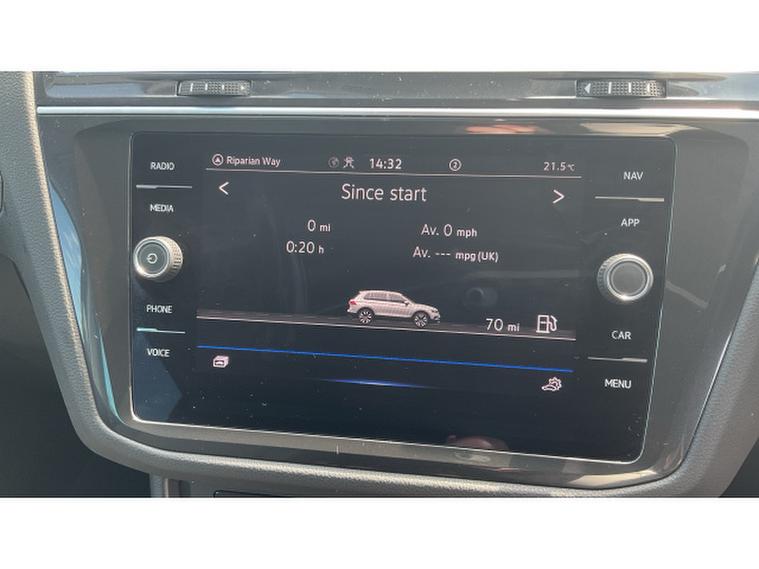 RADIO
MEDIA
PHONE
VOICE
Riparian Way 14:32 2 21.5°C
< Since start >
0 mi Av. 0 mph
0:20 h Av. --- mpg (UK)
70 mi
NAV
APP
CAR
MENU